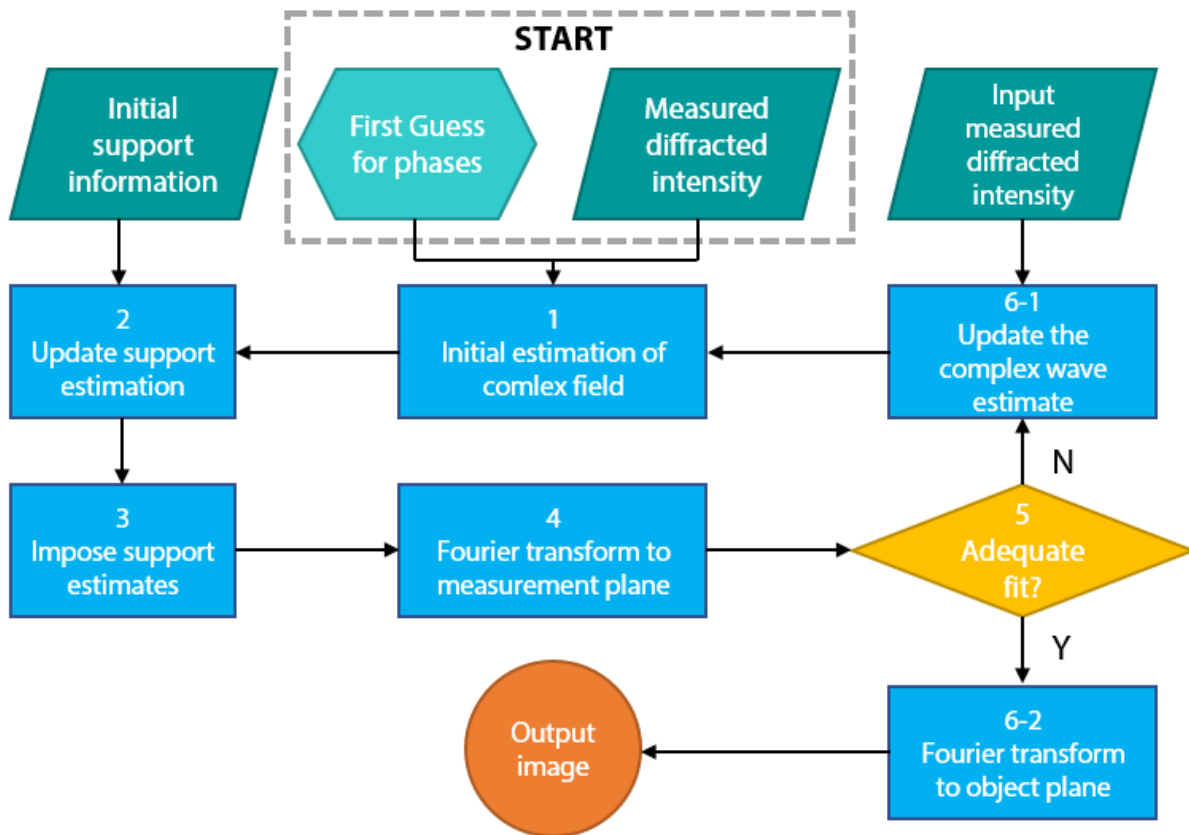 START
Initial
support
information
First Guess
for phases
Measured
diffracted
intensity
Input
measured
diffracted
intensity
2
Update support
estimation
1
Initial estimation of
comlex field
6-1
Update the
complex wave
estimate
N
3
Impose support
estimates
4
Fourier transform to
measurement plane
5
Adequate
fit?
Y
Output
image
6-2
Fourier transform
to object plane